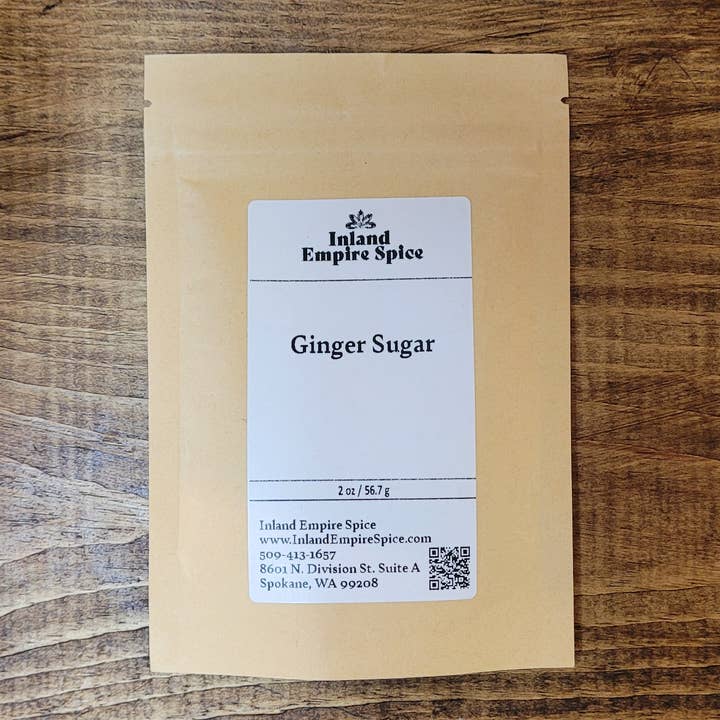 Inland
Empire Spice
Ginger Sugar
2 oz / 56.7 g
Inland Empire Spice
www.InlandEmpireSpice.com
509-413-1657
8601 N. Division St. Suite A
Spokane, WA 99208